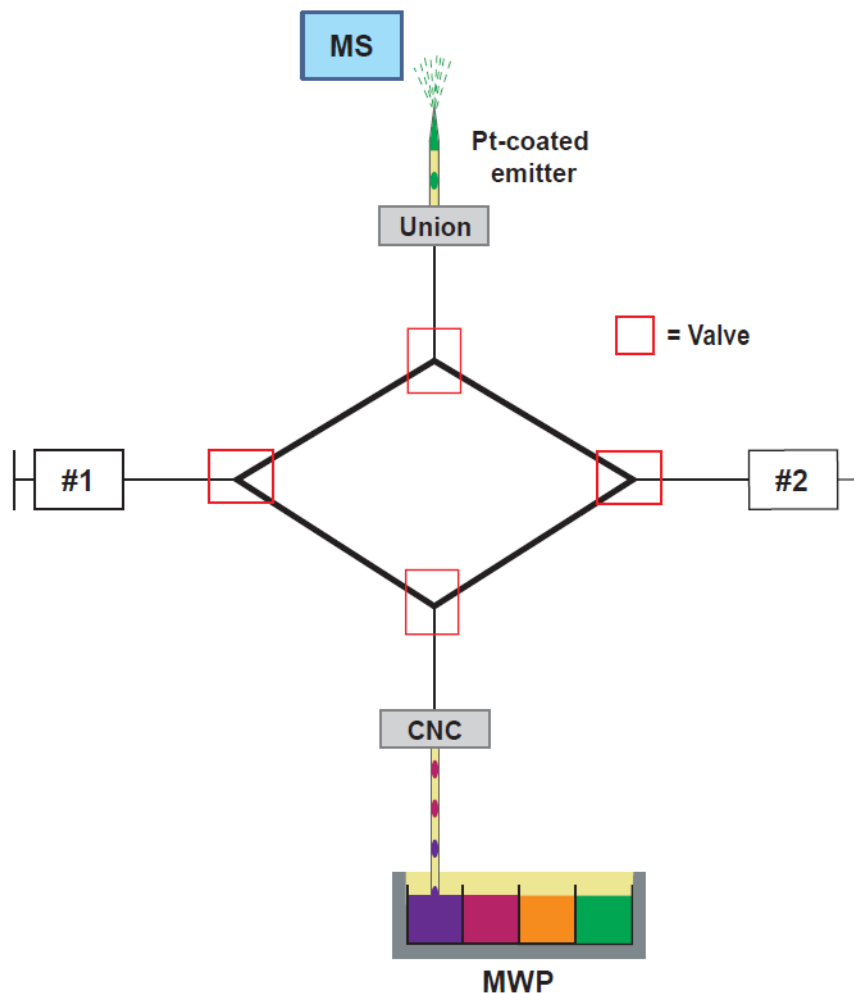 MS
Pt-coated
emitter
Union
= Valve
#1
#2
CNC
MWP